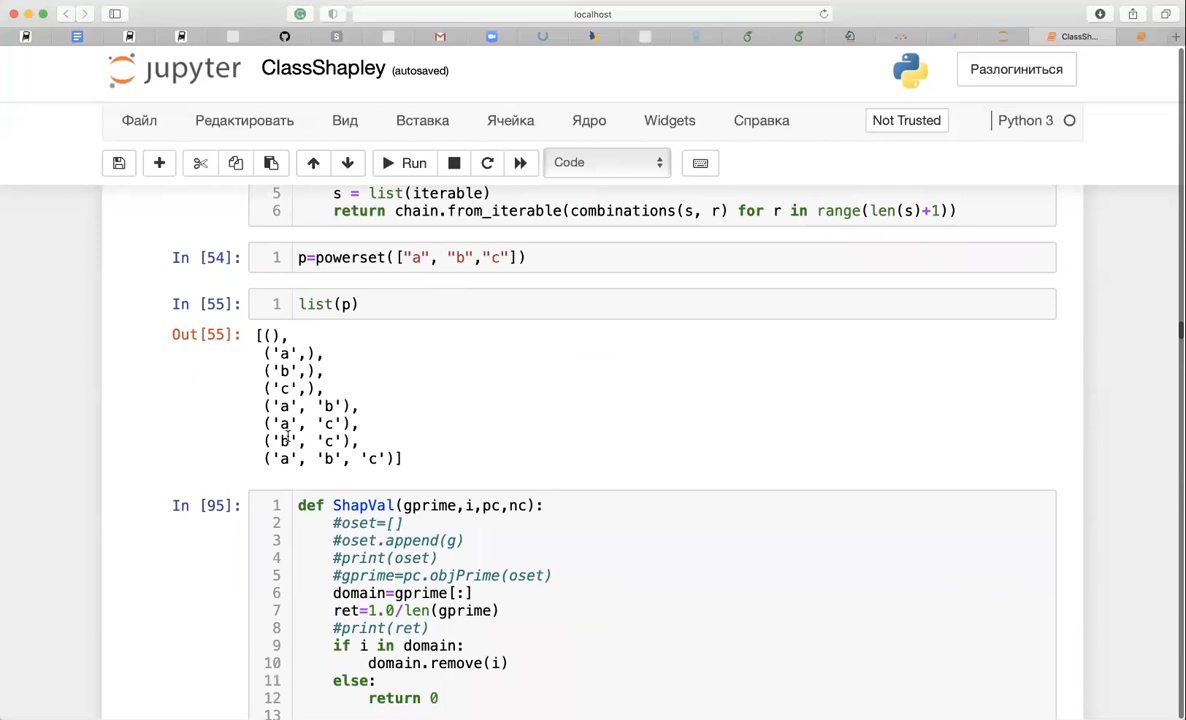 localhost
ClassSh...
jupyter ClassShapley (autosaved)
Разлогиниться
Файл Редактировать Вид Вставка Ячейка Ядро Widgets Справка Not Trusted Python 3
Run Code
5 s = list(iterable)
6 return chain.from_iterable(combinations(s, r) for r in range(len(s)+1))
In [54]: 1 p=powerset(["a", "b","c"])
In [55]: 1 list(p)
Out[55]: [(),
('a',),
('b',),
('c',),
('a', 'b'),
('a', 'c'),
('b', 'c'),
('a', 'b', 'c')]
In [95]: 1 def ShapVal(gprime,i,pc,nc):
2 #oset=[]
3 #oset.append(g)
4 #print(oset)
5 #gprime=pc.objPrime(oset)
6 domain=gprime[:]
7 ret=1.0/len(gprime)
8 #print(ret)
9 if i in domain:
10 domain.remove(i)
11 else:
12 return 0
13